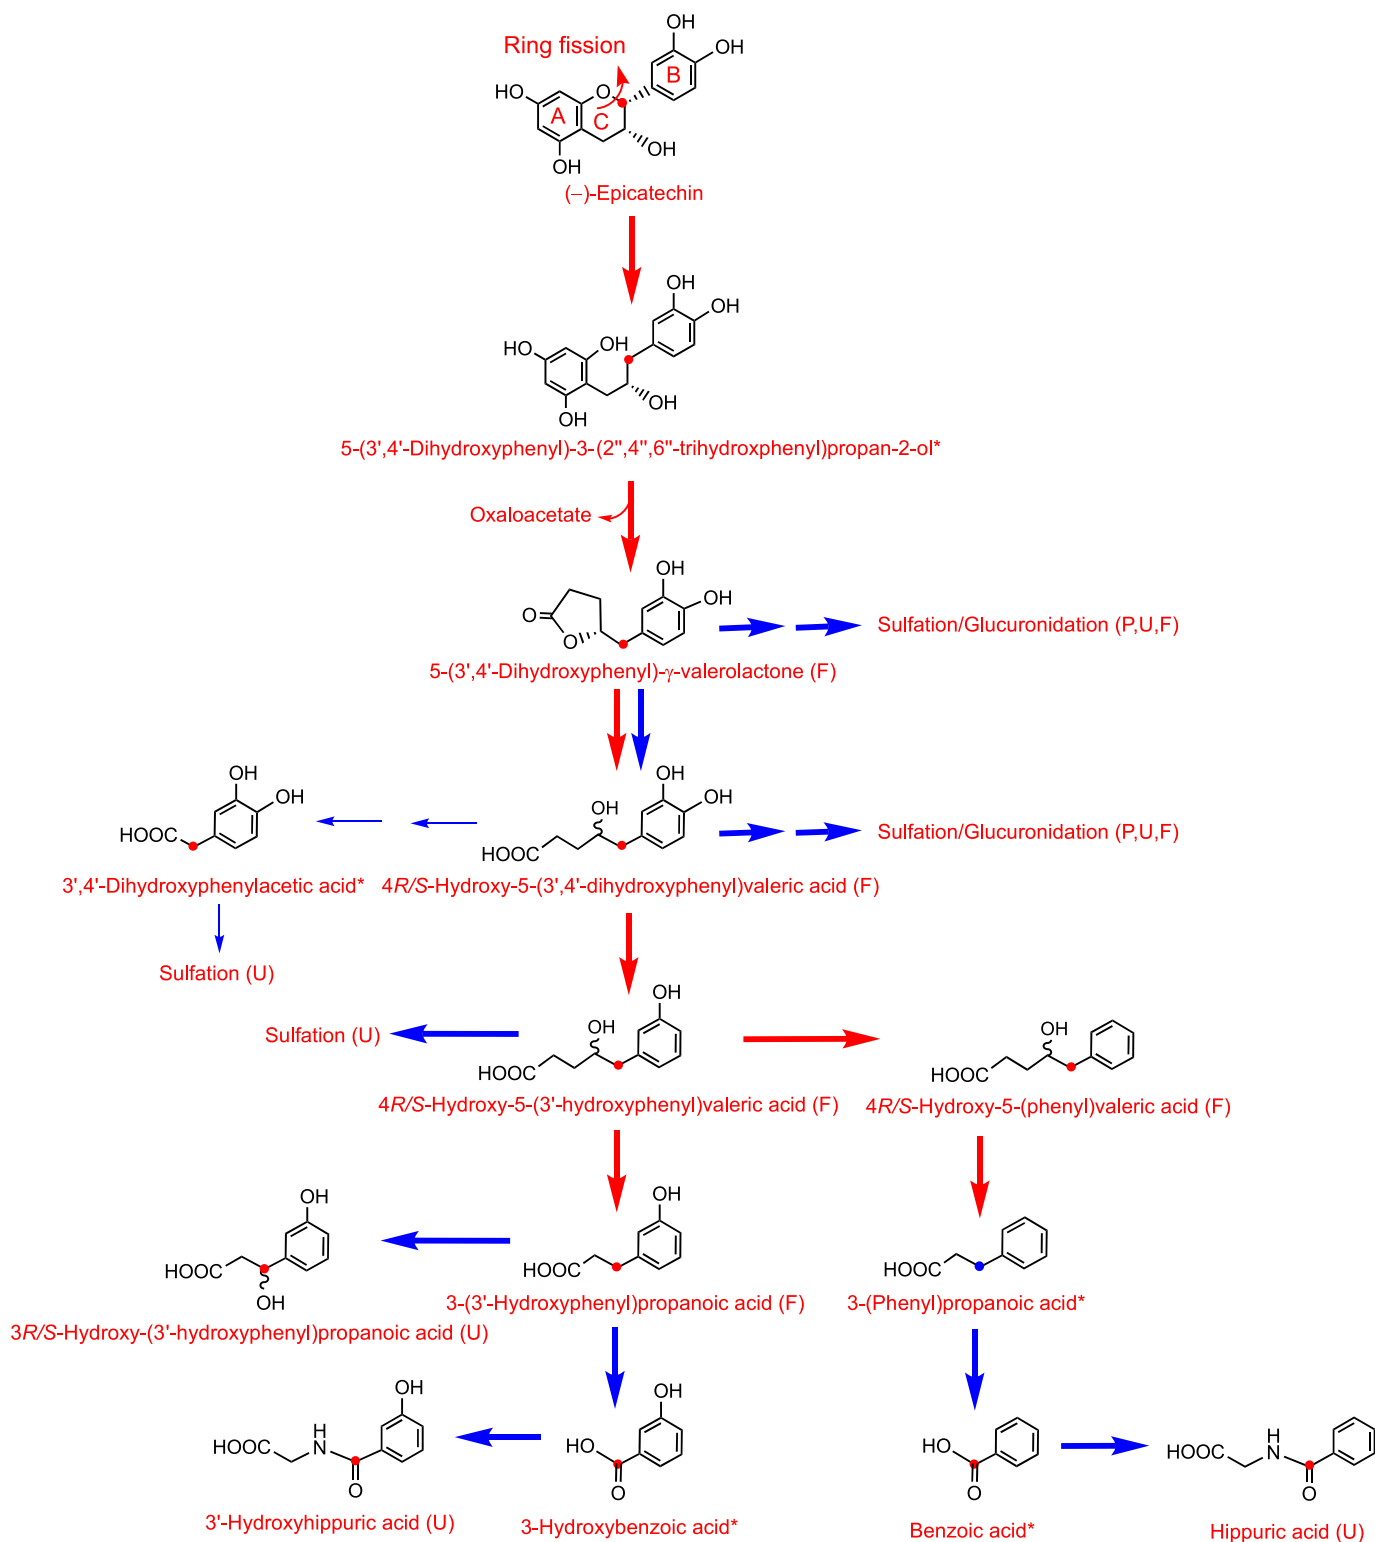 OH
OH
Ring fission
B
HO
O
A
C
OH
OH
(−)-Epicatechin
OH
OH
HO
OH
OH
OH
5-(3',4'-Dihydroxyphenyl)-3-(2",4",6"-trihydroxphenyl)propan-2-ol*
Oxaloacetate
OH
OH
O
O
Sulfation/Glucuronidation (P,U,F)
5-(3',4'-Dihydroxyphenyl)-γ-valerolactone (F)
OH
OH
HOOC
3',4'-Dihydroxyphenylacetic acid*
OH
OH
OH
HOOC
Sulfation/Glucuronidation (P,U,F)
4R/S-Hydroxy-5-(3',4'-dihydroxyphenyl)valeric acid (F)
Sulfation (U)
Sulfation (U)
OH
OH
HOOC
4R/S-Hydroxy-5-(3'-hydroxyphenyl)valeric acid (F)
OH
HOOC
4R/S-Hydroxy-5-(phenyl)valeric acid (F)
OH
HOOC
OH
3R/S-Hydroxy-(3'-hydroxyphenyl)propanoic acid (U)
OH
HOOC
3-(3'-Hydroxyphenyl)propanoic acid (F)
HOOC
3-(Phenyl)propanoic acid*
OH
HOOC
H
N
O
3'-Hydroxyhippuric acid (U)
OH
HO
O
3-Hydroxybenzoic acid*
HO
O
Benzoic acid*
HOOC
H
N
O
Hippuric acid (U)